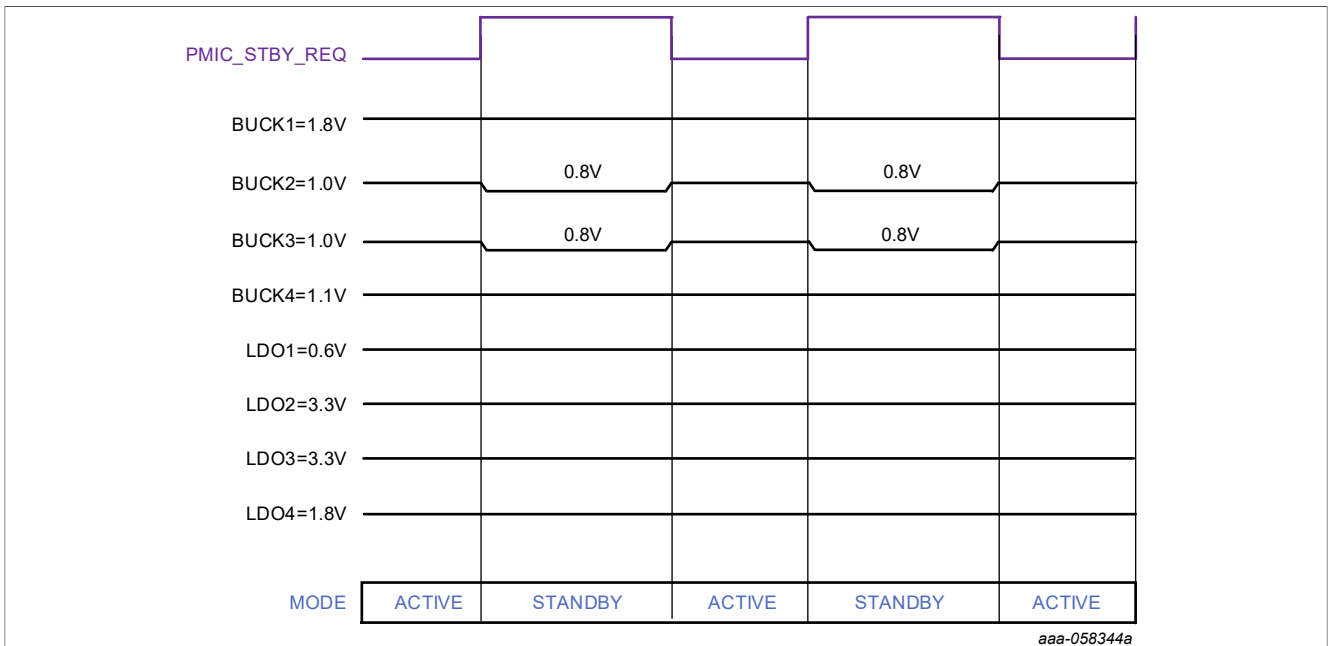 PMIC_STBY_REQ
BUCK1=1.8V
0.8V 0.8V
BUCK2=1.0V
0.8V 0.8V
BUCK3=1.0V
BUCK4=1.1V
LDO1=0.6V
LDO2=3.3V
LDO3=3.3V
LDO4=1.8V
MODE ACTIVE STANDBY ACTIVE STANDBY ACTIVE
aaa-058344a